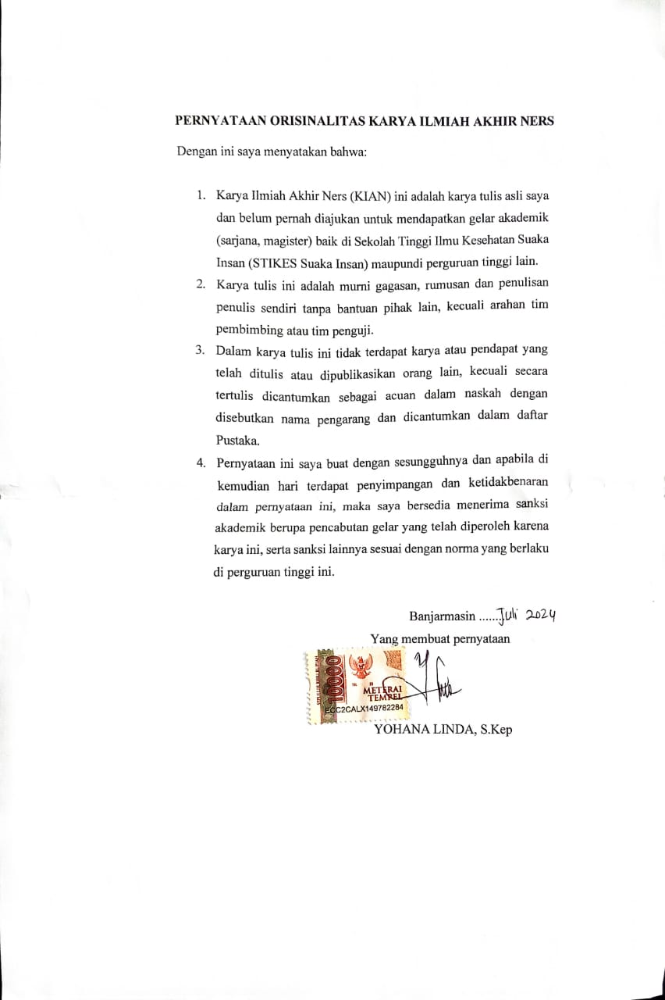 PERNYATAAN ORISINALITAS KARYA ILMIAH AKHIR NERS
Dengan ini saya menyatakan bahwa:
1. Karya Ilmiah Akhir Ners (KIAN) ini adalah karya tulis asli saya
dan belum pernah diajukan untuk mendapatkan gelar akademik
(sarjana, magister) baik di Sekolah Tinggi Ilmu Kesehatan Suaka
Insan (STIKES Suaka Insan) maupundi perguruan tinggi lain.
2. Karya tulis ini adalah murni gagasan, rumusan dan penulisan
penulis sendiri tanpa bantuan pihak lain, kecuali arahan tim
pembimbing atau tim penguji.
3. Dalam karya tulis ini tidak terdapat karya atau pendapat yang
telah ditulis atau dipublikasikan orang lain, kecuali secara
tertulis dicantumkan sebagai acuan dalam naskah dengan
disebutkan nama pengarang dan dicantumkan dalam daftar
Pustaka.
4. Pernyataan ini saya buat dengan sesungguhnya dan apabila di
kemudian hari terdapat penyimpangan dan ketidakbenaran
dalam pernyataan ini, maka saya bersedia menerima sanksi
akademik berupa pencabutan gelar yang telah diperoleh karena
karya ini, serta sanksi lainnya sesuai dengan norma yang berlaku
di perguruan tinggi ini.
Banjarmasin ......Juli 2024
Yang membuat pernyataan
10000
METERAI
TEMPEL
ECC2CALX149782284
YOHANA LINDA, S.Kep